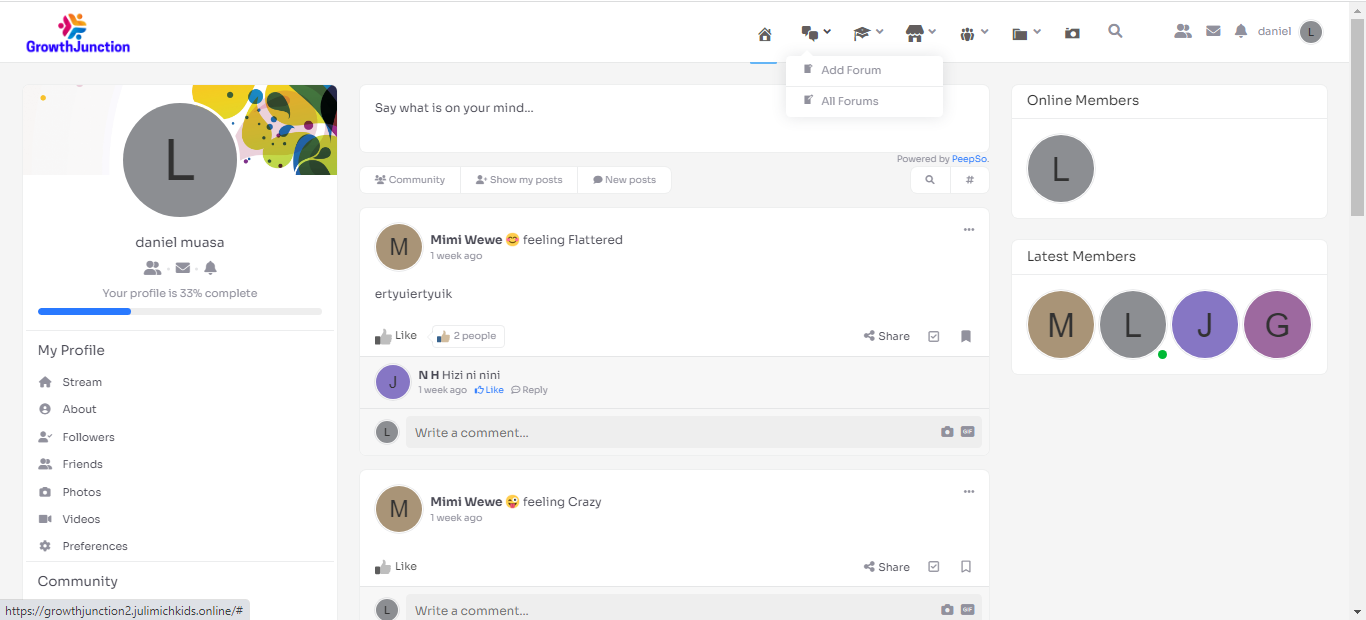 GrowthJunction
daniel
L
Add Forum
All Forums
L
daniel muasa
Your profile is 33% complete
My Profile
Stream
About
Followers
Friends
Photos
Videos
Preferences
Community
Say what is on your mind...
Powered by PeepSo.
Community
Show my posts
New posts
#
M
Mimi Wewe 😊 feeling Flattered
1 week ago
ertyuiertyuik
Like
2 people
Share
J
N H Hizi ni nini
1 week ago Like Reply
L
Write a comment...
GIF
M
Mimi Wewe 😜 feeling Crazy
1 week ago
Like
Share
L
Write a comment...
GIF
Online Members
L
Latest Members
M
L
J
G
https://growthjunction2.julimichkids.online/#